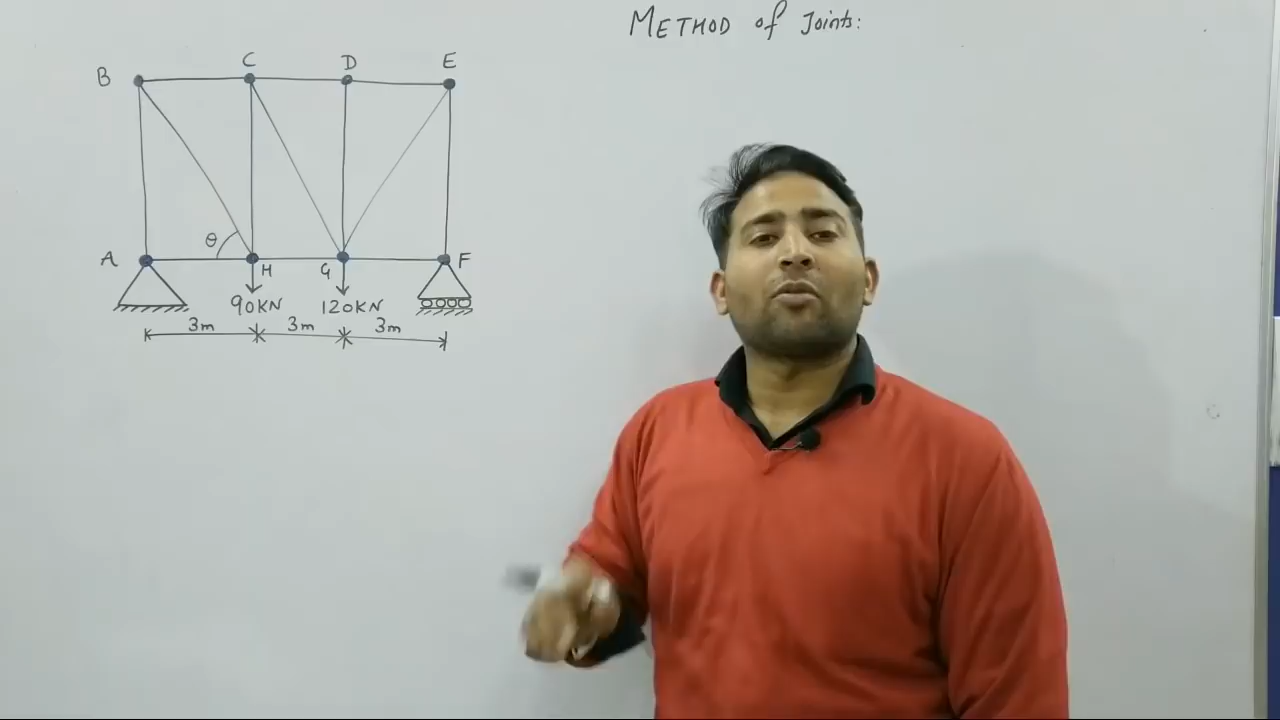 METHOD of Joints:
B C D E
θ
A H G F
90KN 120KN
3m 3m 3m